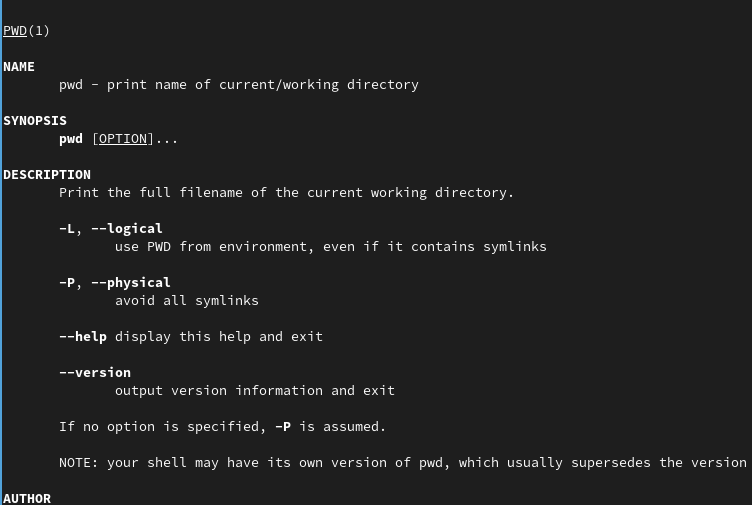 PWD(1)
NAME
pwd - print name of current/working directory
SYNOPSIS
pwd [OPTION]...
DESCRIPTION
Print the full filename of the current working directory.
-L, --logical
use PWD from environment, even if it contains symlinks
-P, --physical
avoid all symlinks
--help display this help and exit
--version
output version information and exit
If no option is specified, -P is assumed.
NOTE: your shell may have its own version of pwd, which usually supersedes the version
AUTHOR